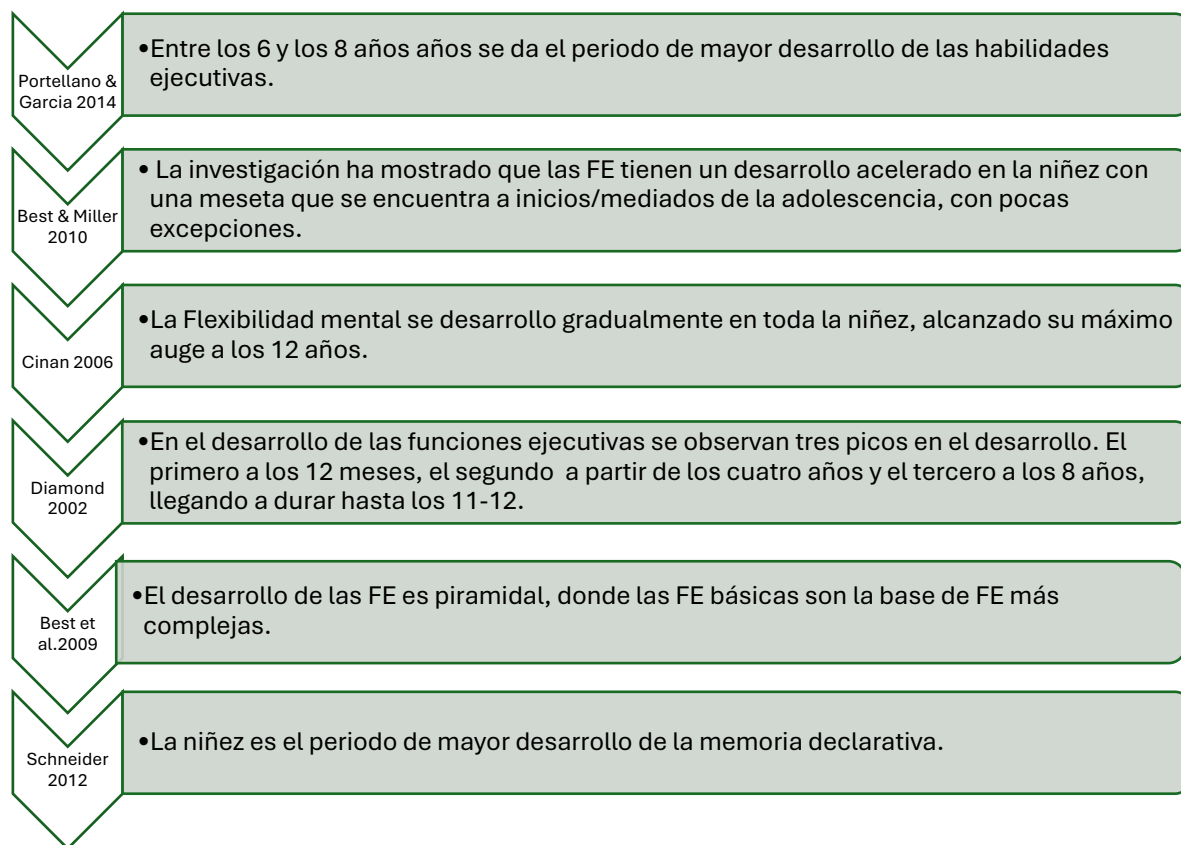 Portellano &
Garcia 2014
•Entre los 6 y los 8 años años se da el periodo de mayor desarrollo de las habilidades
ejecutivas.
Best & Miller
2010
• La investigación ha mostrado que las FE tienen un desarrollo acelerado en la niñez con
una meseta que se encuentra a inicios/mediados de la adolescencia, con pocas
excepciones.
Cinan 2006
•La Flexibilidad mental se desarrollo gradualmente en toda la niñez, alcanzado su máximo
auge a los 12 años.
Diamond
2002
•En el desarrollo de las funciones ejecutivas se observan tres picos en el desarrollo. El
primero a los 12 meses, el segundo a partir de los cuatro años y el tercero a los 8 años,
llegando a durar hasta los 11-12.
Best et
al.2009
•El desarrollo de las FE es piramidal, donde las FE básicas son la base de FE más
complejas.
Schneider
2012
•La niñez es el periodo de mayor desarrollo de la memoria declarativa.